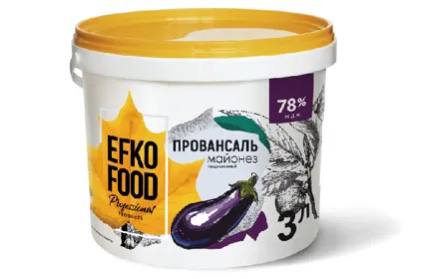 EFKO
FOOD
Professional
ПРОВАНСАЛЬ
майонез
78%
м.д.ж.
3